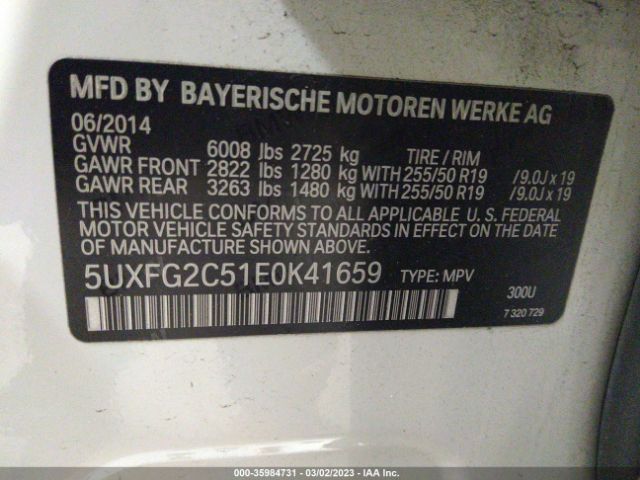 MFD BY BAYERISCHE MOTOREN WERKE AG
06/2014
GVWR 6008 lbs 2725 kg TIRE / RIM
GAWR FRONT 2822 lbs 1280 kg WITH 255/50 R19 /9.0J x 19
GAWR REAR 3263 lbs 1480 kg WITH 255/50 R19 /9.0J x 19
THIS VEHICLE CONFORMS TO ALL APPLICABLE U.S. FEDERAL
MOTOR VEHICLE SAFETY STANDARDS IN EFFECT ON THE DATE
OF MANUFACTURE SHOWN ABOVE.
5UXFG2C51E0K41659 TYPE: MPV
300U
7 320 729
000-35984731 — 03/02/2023 — IAA Inc.